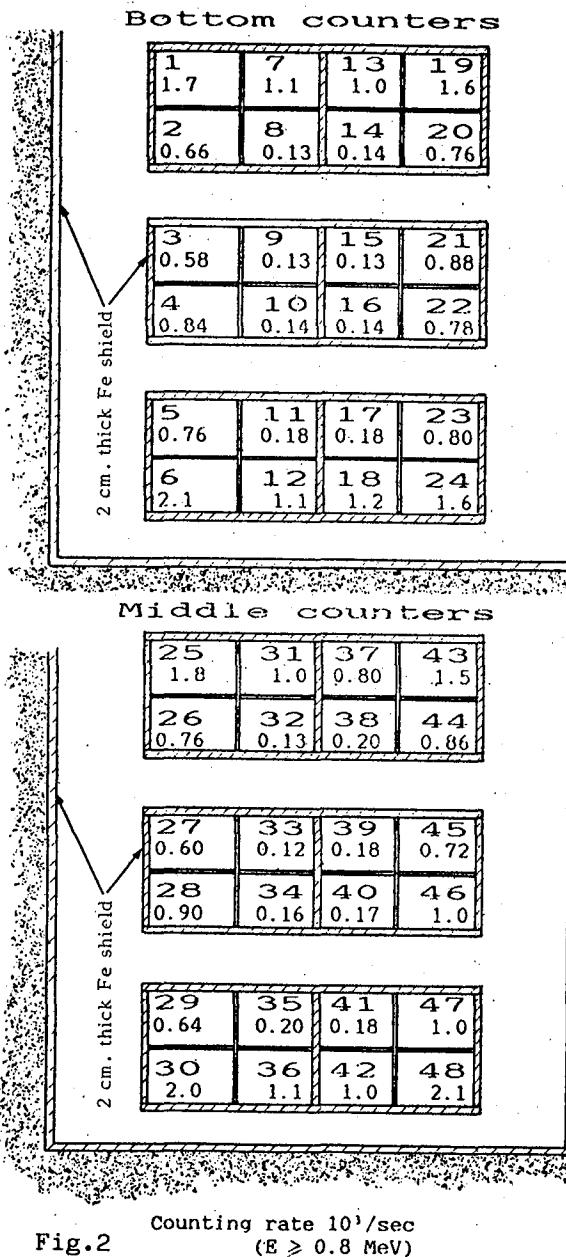 Bottom counters
1 7 13 19
1.7 1.1 1.0 1.6
2 8 14 20
0.66 0.13 0.14 0.76
3 9 15 21
0.58 0.13 0.13 0.88
4 10 16 22
0.84 0.14 0.14 0.78
5 11 17 23
0.76 0.18 0.18 0.80
6 12 18 24
2.1 1.1 1.2 1.6
2 cm. thick Fe shield
Middle counters
25 31 37 43
1.8 1.0 0.80 1.5
26 32 38 44
0.76 0.13 0.20 0.86
27 33 39 45
0.60 0.12 0.18 0.72
28 34 40 46
0.90 0.16 0.17 1.0
29 35 41 47
0.64 0.20 0.18 1.0
30 36 42 48
2.0 1.1 1.0 2.1
2 cm. thick Fe shield
Counting rate 10³/sec
Fig.2 (E ⩾ 0.8 MeV)